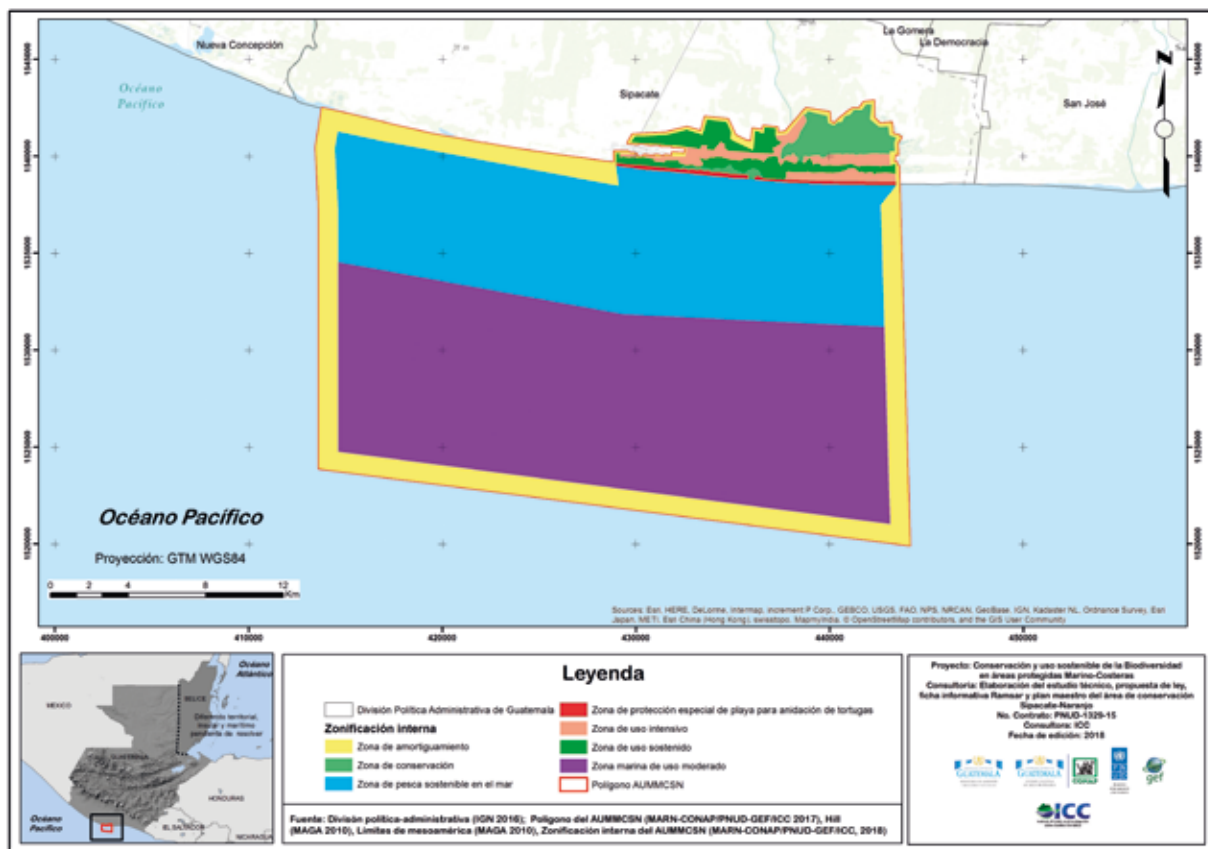 Nueva Concepción
La Gomera
La Democracia
Sipacate
San José
Océano
Pacífico
1545000
1545000
1540000
1540000
1535000
1535000
1530000
1530000
1525000
1525000
1520000
1520000
Océano Pacífico
Proyección: GTM WGS84
0 2 4 8 12
Km
Sources: Esri, HERE, DeLorme, Intermap, increment P Corp., GEBCO, USGS, FAO, NPS, NRCAN, GeoBase, IGN, Kadaster NL, Ordnance Survey, Esri
Japan, METI, Esri China (Hong Kong), swisstopo, MapmyIndia, © OpenStreetMap contributors, and the GIS User Community
400000 410000 420000 430000 440000 450000
Océano
Atlántico
MÉXICO
BELICE
Diferendo territorial,
insular y marítimo
pendiente de resolver
GUATEMALA
HONDURAS
Océano
Pacífico
EL SALVADOR
NICARAGUA
Leyenda
División Política Administrativa de Guatemala
Zonificación interna
Zona de amortiguamiento
Zona de conservación
Zona de pesca sostenible en el mar
Zona de protección especial de playa para anidación de tortugas
Zona de uso intensivo
Zona de uso sostenido
Zona marina de uso moderado
Polígono AUMMCSN
Fuente: Divisón política-administrativa (IGN 2016); Polígono del AUMMCSN (MARN-CONAP/PNUD-GEF/ICC 2017), Hill
(MAGA 2010), Límites de mesoamérica (MAGA 2010), Zonificación interna del AUMMCSN (MARN-CONAP/PNUD-GEF/ICC, 2018)
Proyecto: Conservación y uso sostenible de la Biodiversidad
en áreas protegidas Marino-Costeras
Consultoría: Elaboración del estudio técnico, propuesta de ley,
ficha informativa Ramsar y plan maestro del área de conservación
Sipacate-Naranjo
No. Contrato: PNUD-1329-15
Consultora: ICC
Fecha de edición: 2018
GUATEMALA
GUATEMALA
CONAP
gef
ICC